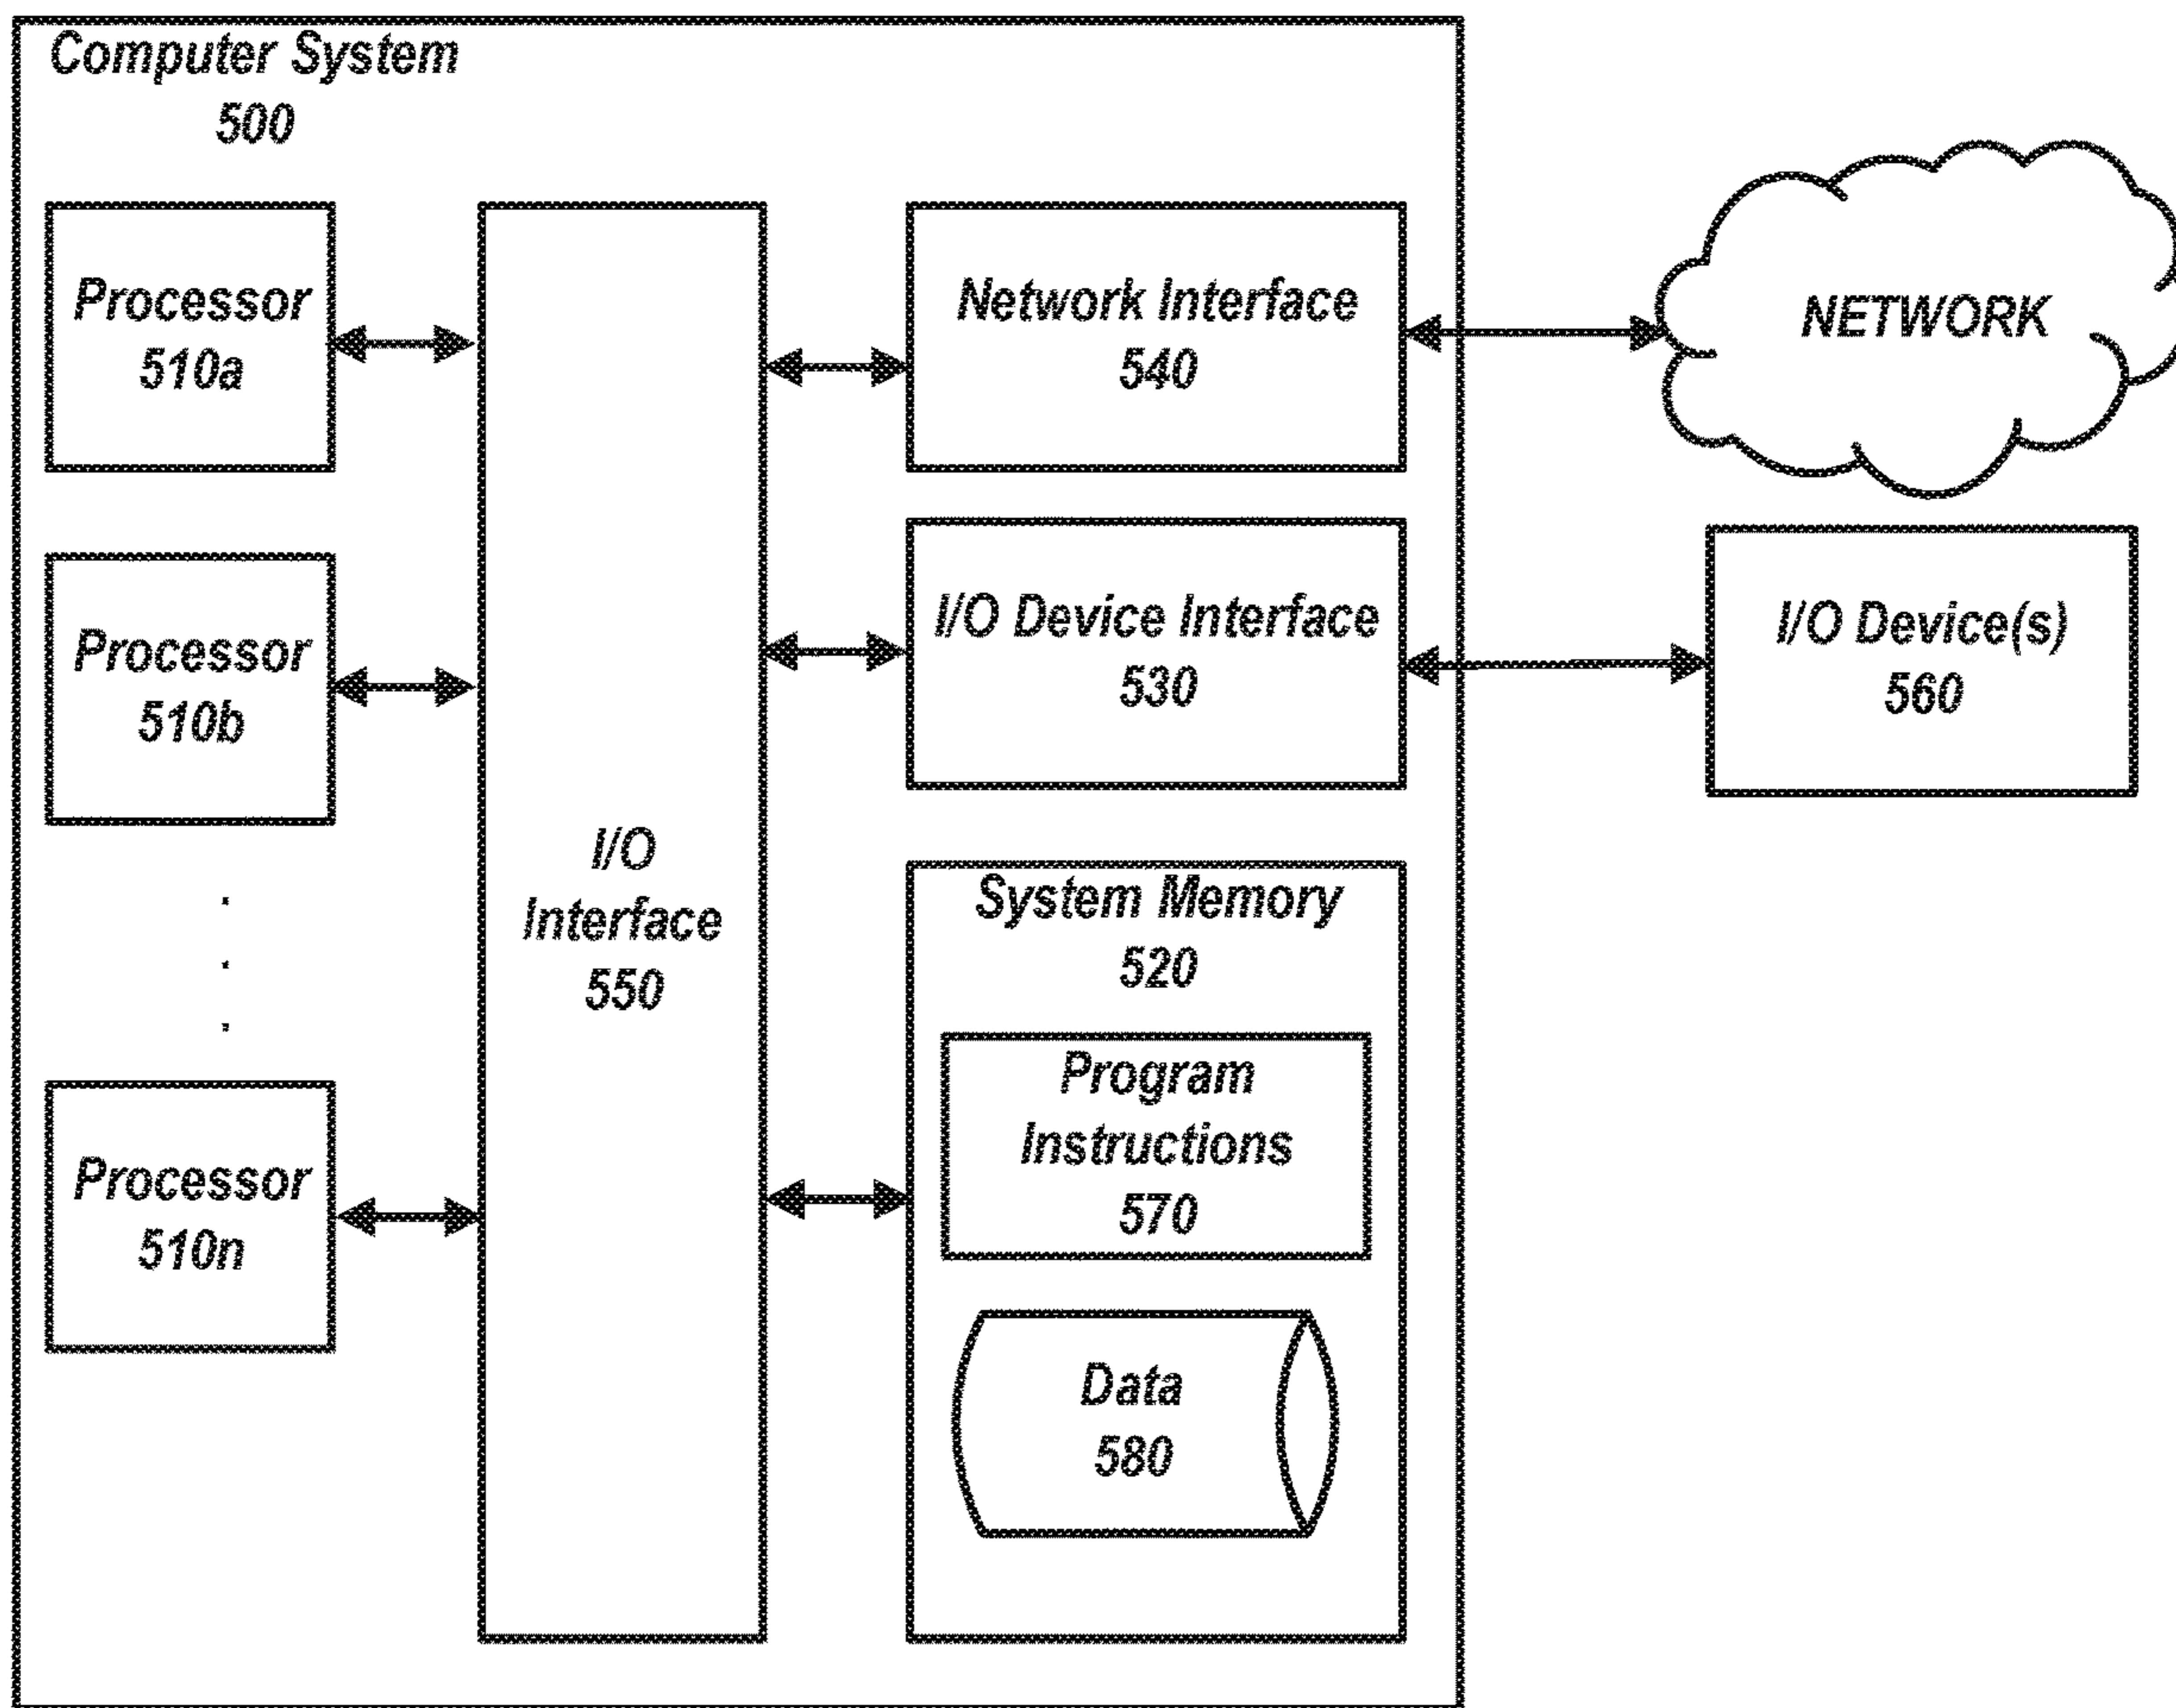 Computer System
500
Processor
510a
Processor
510b
.
.
.
Processor
510n
I/O
Interface
550
Network Interface
540
I/O Device Interface
530
System Memory
520
Program
Instructions
570
Data
580
NETWORK
I/O Device(s)
560